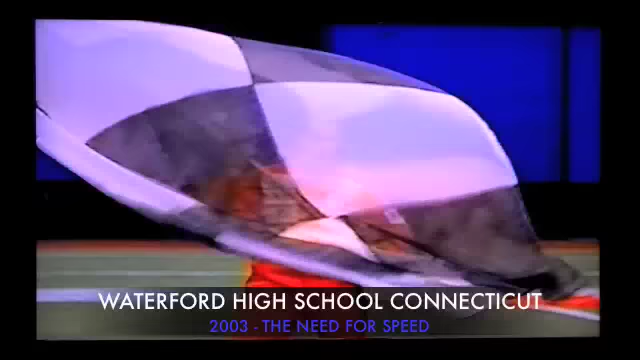 WATERFORD HIGH SCHOOL CONNECTICUT
2003 - THE NEED FOR SPEED